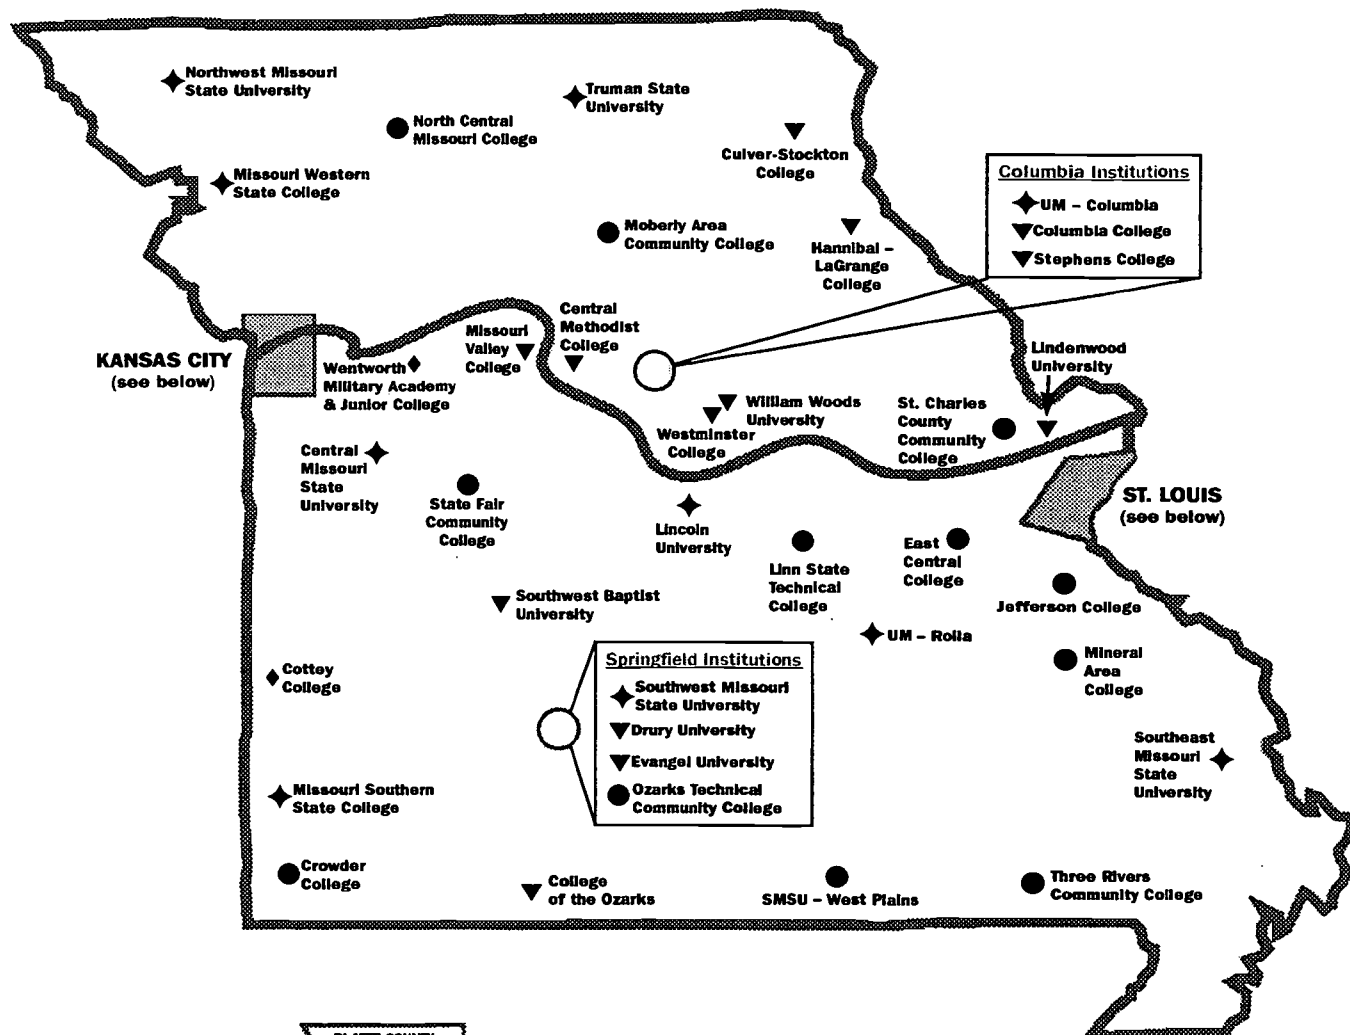 Northwest Missouri
State University
Truman State
University
North Central
Missouri College
Culver-Stockton
College
Missouri Western
State College
Columbia Institutions
UM – Columbia
Columbia College
Stephens College
Moberly Area
Community College
Hannibal –
LaGrange
College
Central
Methodist
College
Missouri
Valley
College
KANSAS CITY
(see below)
Wentworth
Military Academy
& Junior College
Lindenwood
University
William Woods
University
Westminster
College
St. Charles
County
Community
College
Central
Missouri
State
University
State Fair
Community
College
Lincoln
University
ST. LOUIS
(see below)
Linn State
Technical
College
East
Central
College
Jefferson College
Southwest Baptist
University
UM – Rolla
Mineral
Area
College
Cottey
College
Springfield Institutions
Southwest Missouri
State University
Drury University
Evangel University
Ozarks Technical
Community College
Southeast
Missouri
State
University
Missouri Southern
State College
Crowder
College
College
of the Ozarks
SMSU – West Plains
Three Rivers
Community College
PLATTE COUNTY